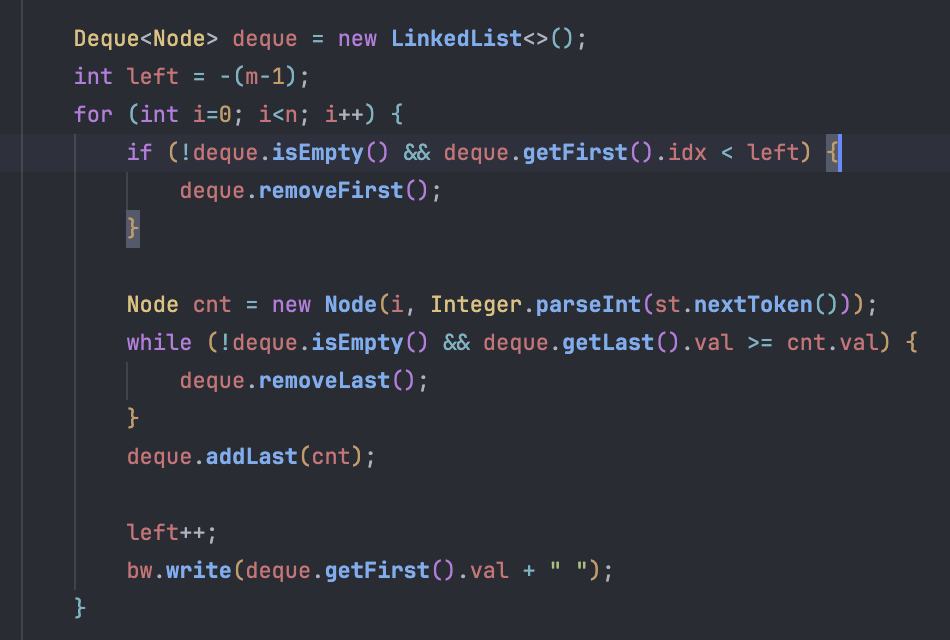 Deque<Node> deque = new LinkedList<>();
int left = -(m-1);
for (int i=0; i<n; i++) {
if (!deque.isEmpty() && deque.getFirst().idx < left) {
deque.removeFirst();
}
Node cnt = new Node(i, Integer.parseInt(st.nextToken()));
while (!deque.isEmpty() && deque.getLast().val >= cnt.val) {
deque.removeLast();
}
deque.addLast(cnt);
left++;
bw.write(deque.getFirst().val + " ");
}